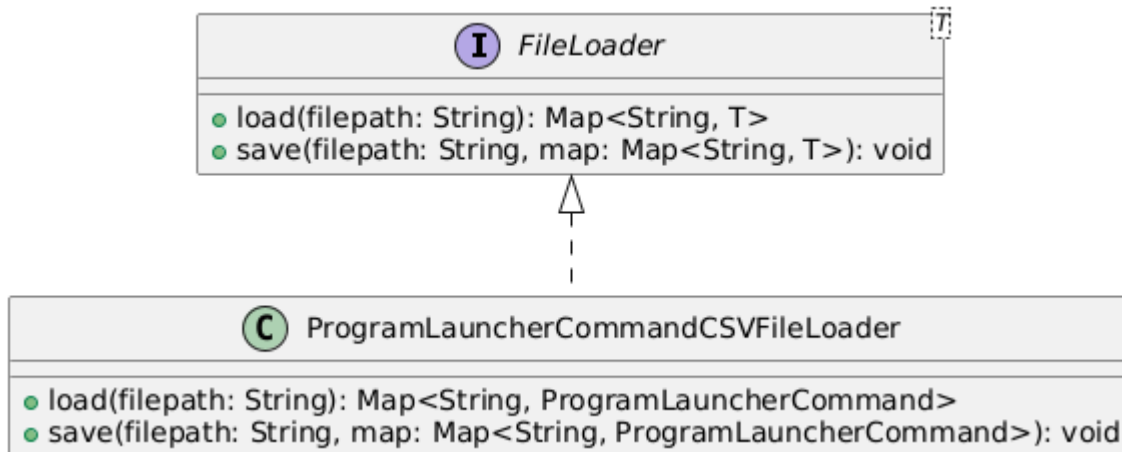 I FileLoader T
load(filepath: String): Map<String, T>
save(filepath: String, map: Map<String, T>): void
C ProgramLauncherCommandCSVFileLoader
load(filepath: String): Map<String, ProgramLauncherCommand>
save(filepath: String, map: Map<String, ProgramLauncherCommand>): void